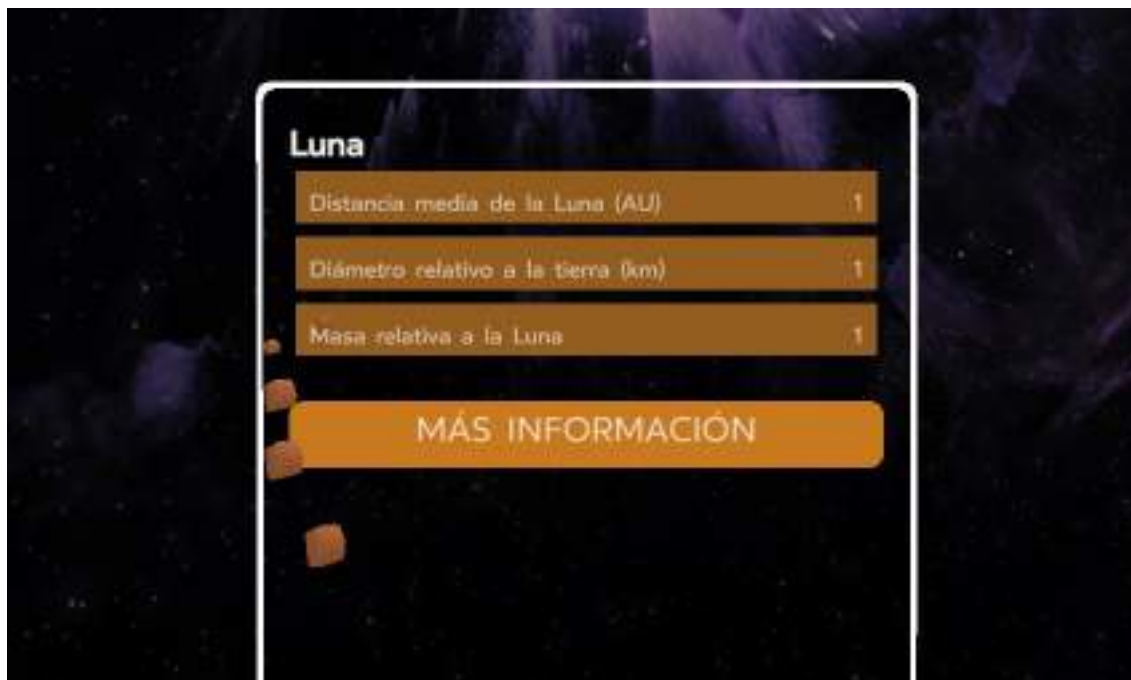 Luna
Distancia media de la Luna (AU) 1
Diámetro relativo a la tierra (km) 1
Masa relativa a la Luna 1
MÁS INFORMACIÓN